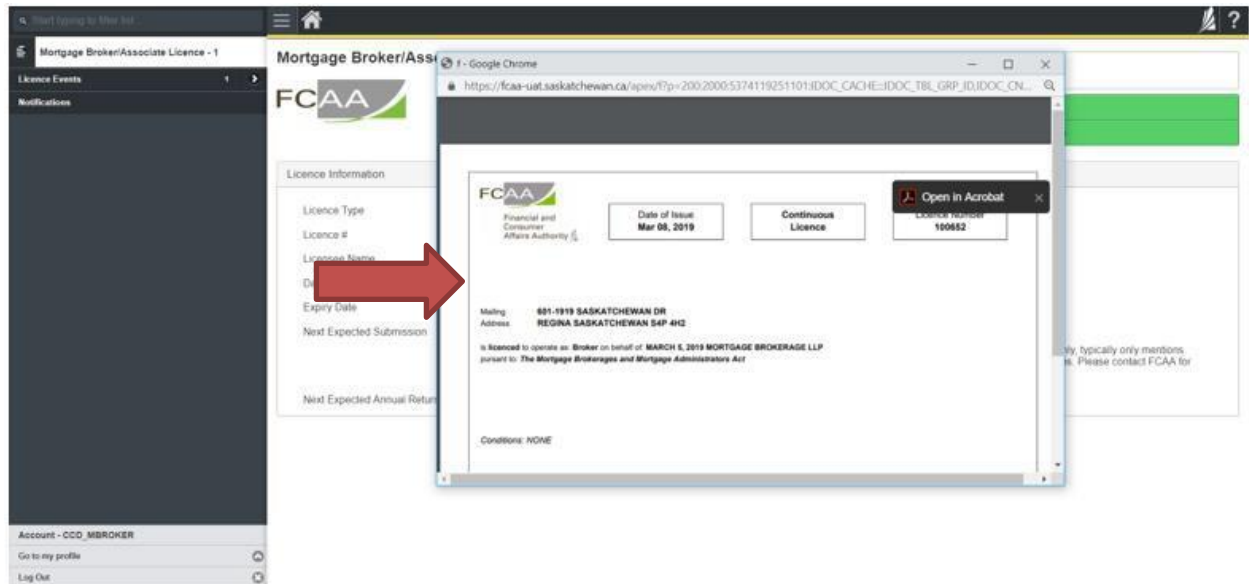 Start typing to filter list
Mortgage Broker/Associate Licence - 1
Licence Events 1
Notifications
Account - CCD_MBROKER
Go to my profile
Log Out
?
Mortgage Broker/Ass
FCAA
Licence Information
Licence Type
Licence #
Licensee Name
Expiry Date
Next Expected Submission
Next Expected Annual Return
f - Google Chrome
https://fcaa-uat.saskatchewan.ca/apex/f?p=200:2000:5374119251101:IDOC_CACHE::IDOC_TBL_GRP_ID,IDOC_CN...
Open in Acrobat
FCAA
Financial and
Consumer
Affairs Authority
Date of Issue
Mar 08, 2019
Continuous
Licence
Licence Number
100652
Mailing 601-1919 SASKATCHEWAN DR
Address REGINA SASKATCHEWAN S4P 4H2
is licenced to operate as: Broker on behalf of: MARCH 5, 2019 MORTGAGE BROKERAGE LLP
pursuant to: The Mortgage Brokerages and Mortgage Administrators Act
Conditions: NONE
typically only mentions
Please contact FCAA for